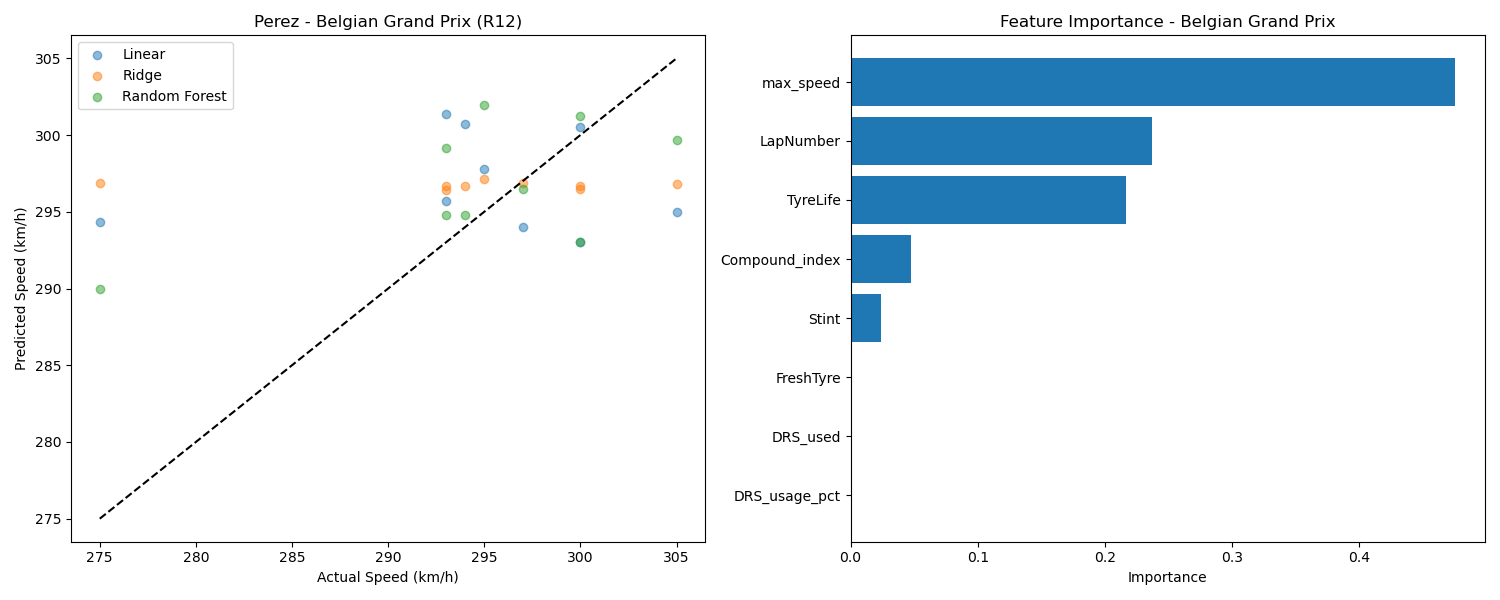 Perez - Belgian Grand Prix (R12)
Linear
Ridge
Random Forest
305
300
295
290
285
280
275
Predicted Speed (km/h)
275 280 285 290 295 300 305
Actual Speed (km/h)
Feature Importance - Belgian Grand Prix
max_speed
LapNumber
TyreLife
Compound_index
Stint
FreshTyre
DRS_used
DRS_usage_pct
0.0 0.1 0.2 0.3 0.4
Importance